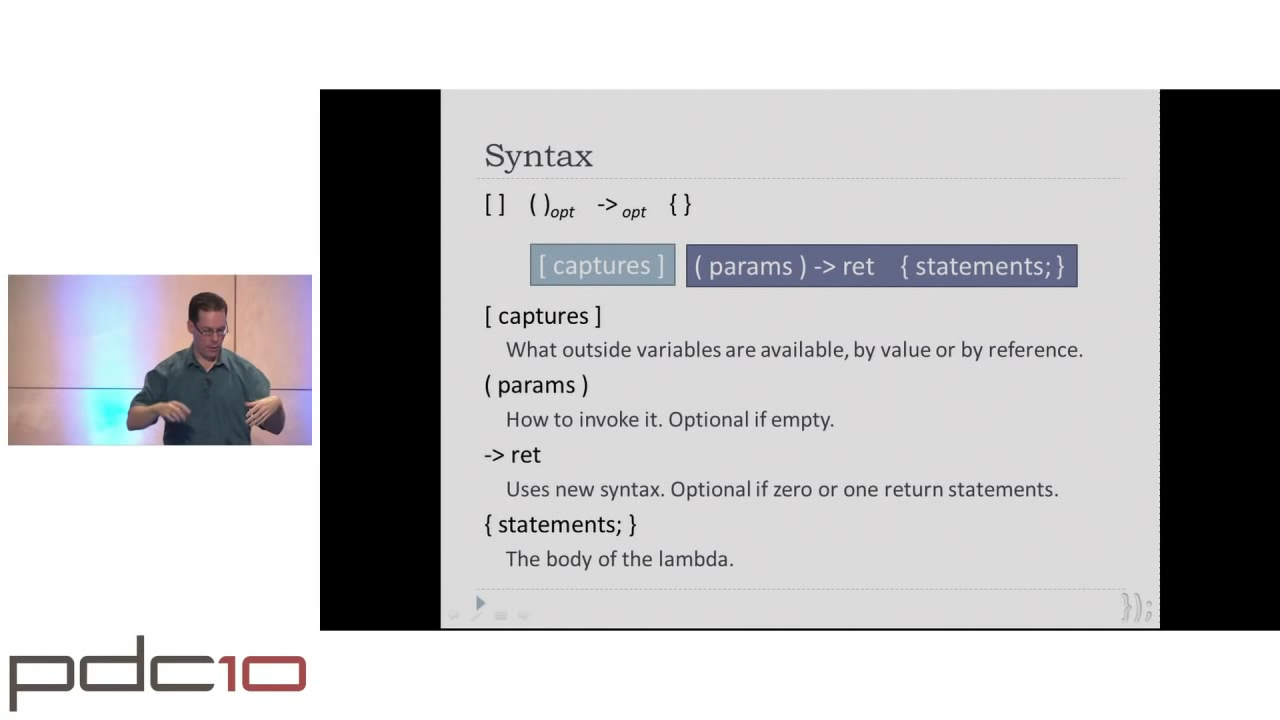 Syntax
[ ] ( )opt -> opt { }
[ captures ] ( params ) -> ret { statements; }
[ captures ]
What outside variables are available, by value or by reference.
( params )
How to invoke it. Optional if empty.
-> ret
Uses new syntax. Optional if zero or one return statements.
{ statements; }
The body of the lambda.
});
pdc10